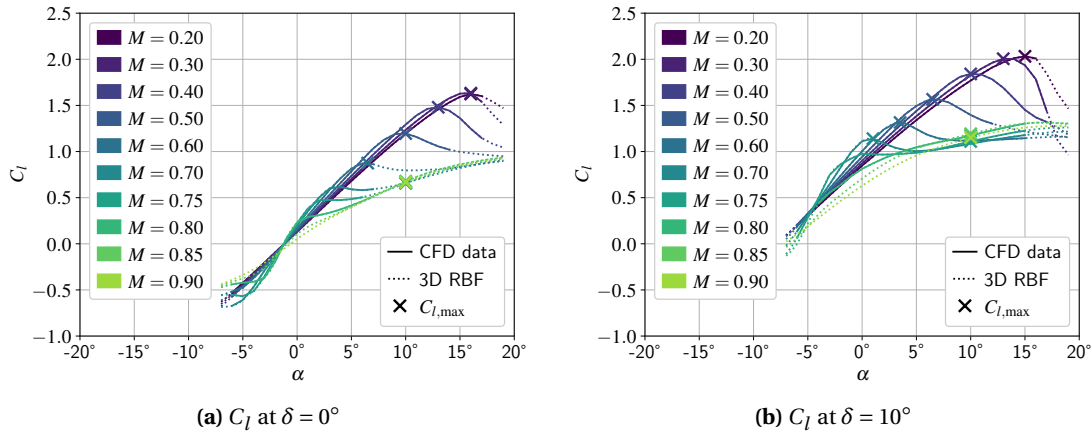 2.5
2.0
1.5
1.0
0.5
0.0
−0.5
−1.0
C_l
M = 0.20
M = 0.30
M = 0.40
M = 0.50
M = 0.60
M = 0.70
M = 0.75
M = 0.80
M = 0.85
M = 0.90
CFD data
3D RBF
C_{l,max}
-20° -10° -5° 0° 5° 10° 15° 20°
α
(a) C_l at δ = 0°
2.5
2.0
1.5
1.0
0.5
0.0
−0.5
−1.0
C_l
M = 0.20
M = 0.30
M = 0.40
M = 0.50
M = 0.60
M = 0.70
M = 0.75
M = 0.80
M = 0.85
M = 0.90
CFD data
3D RBF
C_{l,max}
-20° -10° -5° 0° 5° 10° 15° 20°
α
(b) C_l at δ = 10°